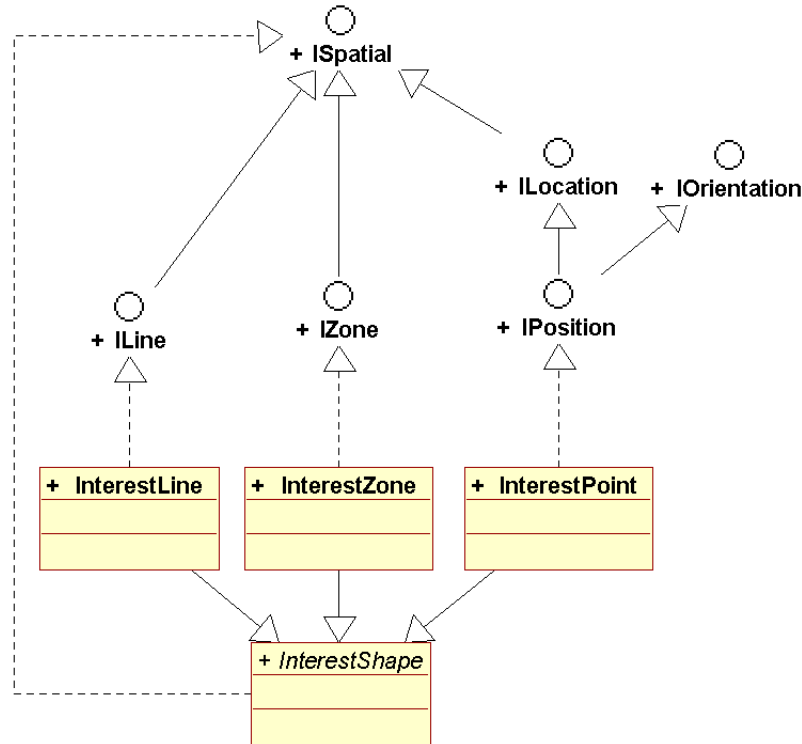 + ISpatial
+ ILocation
+ IOrientation
+ ILine
+ IZone
+ IPosition
+ InterestLine
+ InterestZone
+ InterestPoint
+ InterestShape